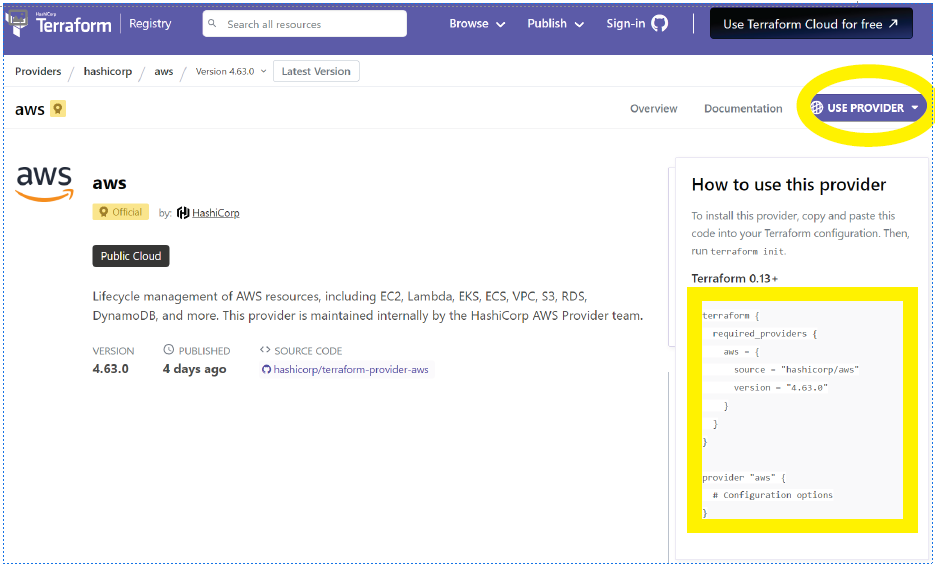 HashiCorp
Terraform
Registry
Search all resources
Browse
Publish
Sign-in
Use Terraform Cloud for free
Providers / hashicorp / aws / Version 4.63.0
Latest Version
aws
Overview
Documentation
USE PROVIDER
aws
aws
Official
by: HashiCorp
Public Cloud
Lifecycle management of AWS resources, including EC2, Lambda, EKS, ECS, VPC, S3, RDS,
DynamoDB, and more. This provider is maintained internally by the HashiCorp AWS Provider team.
VERSION
4.63.0
PUBLISHED
4 days ago
SOURCE CODE
hashicorp/terraform-provider-aws
How to use this provider
To install this provider, copy and paste this
code into your Terraform configuration. Then,
run terraform init.
Terraform 0.13+
terraform {
  required_providers {
    aws = {
      source = "hashicorp/aws"
      version = "4.63.0"
    }
  }
}
provider "aws" {
  # Configuration options
}